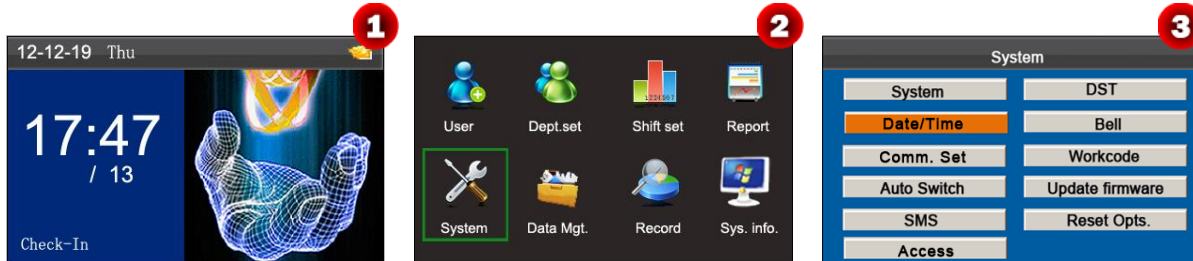 1
12-12-19 Thu
17:47
/ 13
Check-In
2
User Dept.set Shift set Report
System Data Mgt. Record Sys. info.
3
System
System DST
Date/Time Bell
Comm. Set Workcode
Auto Switch Update firmware
SMS Reset Opts.
Access